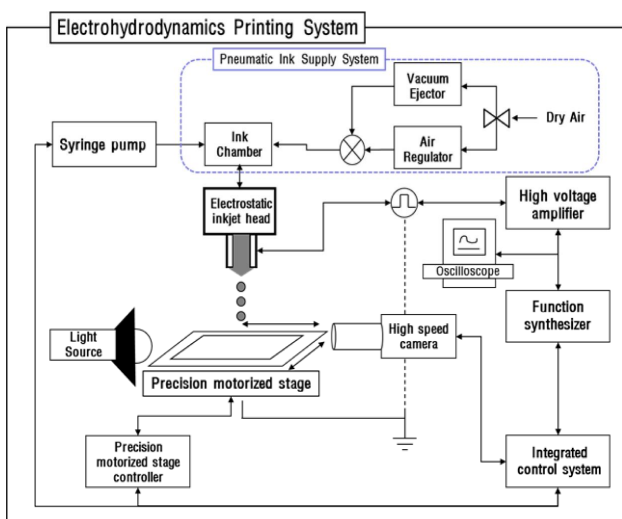 Electrohydrodynamics Printing System
Pneumatic Ink Supply System
Vacuum
Ejector
Dry Air
Syringe pump
Ink
Chamber
Air
Regulator
Electrostatic
inkjet head
High voltage
amplifier
Oscilloscope
Function
synthesizer
Light
Source
High speed
camera
Precision motorized stage
Precision
motorized stage
controller
Integrated
control system